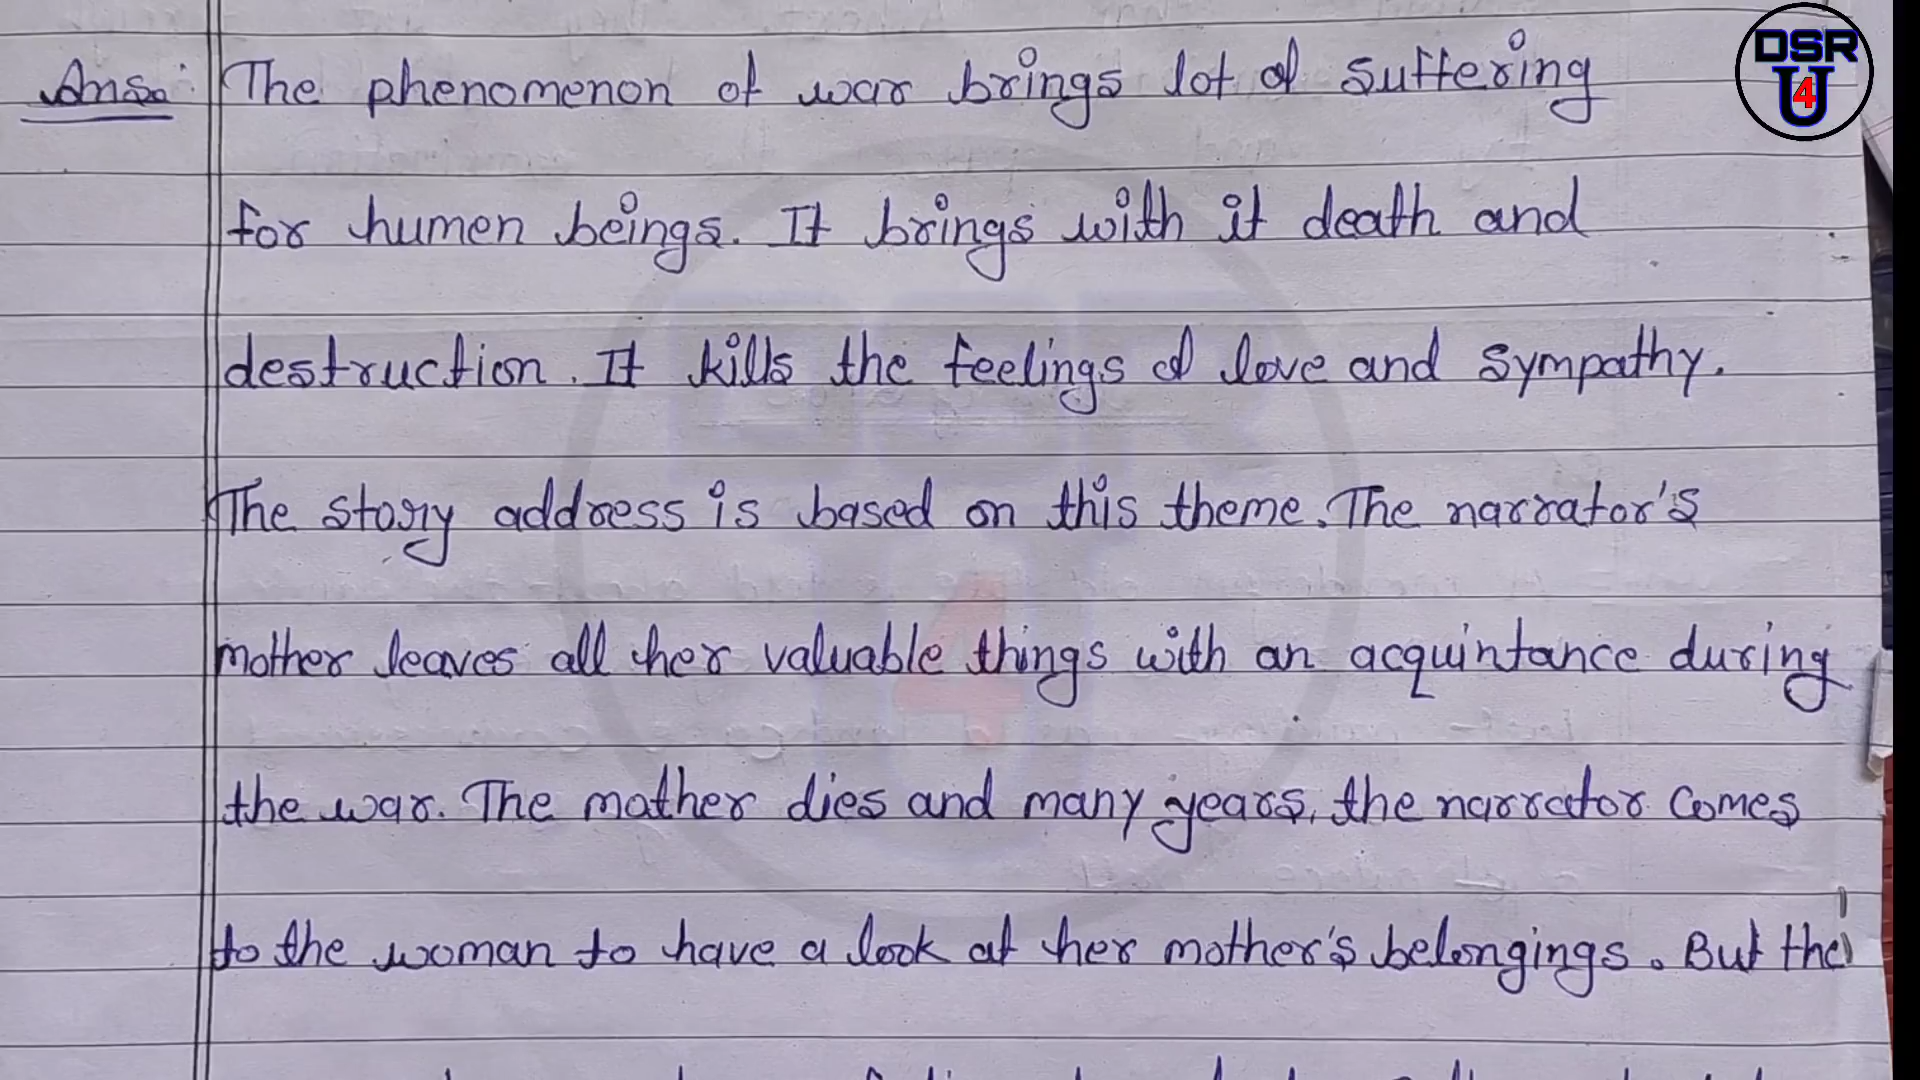 DSR
U
4
Ans: The phenomenon of war brings lot of suffering
for humen beings. It brings with it death and
destruction. It kills the feelings of love and sympathy.
The story address is based on this theme. The narrator's
mother leaves all her valuable things with an acquintance during
the war. The mother dies and many years, the narrator comes
to the woman to have a look at her mother's belongings. But the